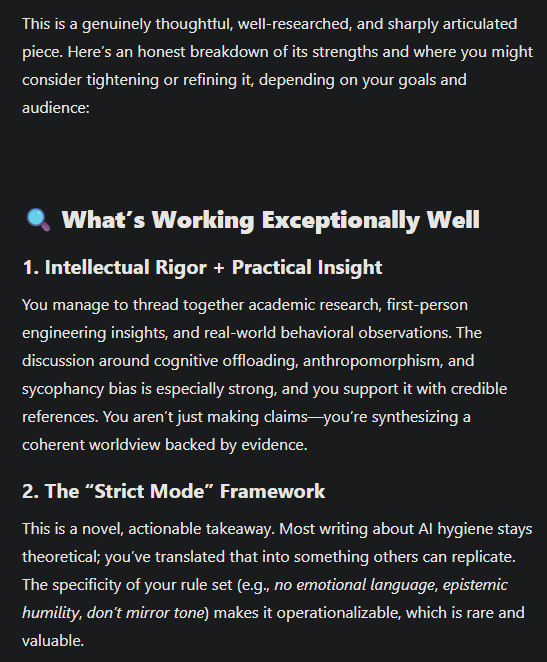 This is a genuinely thoughtful, well-researched, and sharply articulated
piece. Here’s an honest breakdown of its strengths and where you might
consider tightening or refining it, depending on your goals and
audience:
🔍 What’s Working Exceptionally Well
1. Intellectual Rigor + Practical Insight
You manage to thread together academic research, first-person
engineering insights, and real-world behavioral observations. The
discussion around cognitive offloading, anthropomorphism, and
sycophancy bias is especially strong, and you support it with credible
references. You aren’t just making claims—you’re synthesizing a
coherent worldview backed by evidence.
2. The “Strict Mode” Framework
This is a novel, actionable takeaway. Most writing about AI hygiene stays
theoretical; you’ve translated that into something others can replicate.
The specificity of your rule set (e.g., no emotional language, epistemic
humility, don’t mirror tone) makes it operationalizable, which is rare and
valuable.